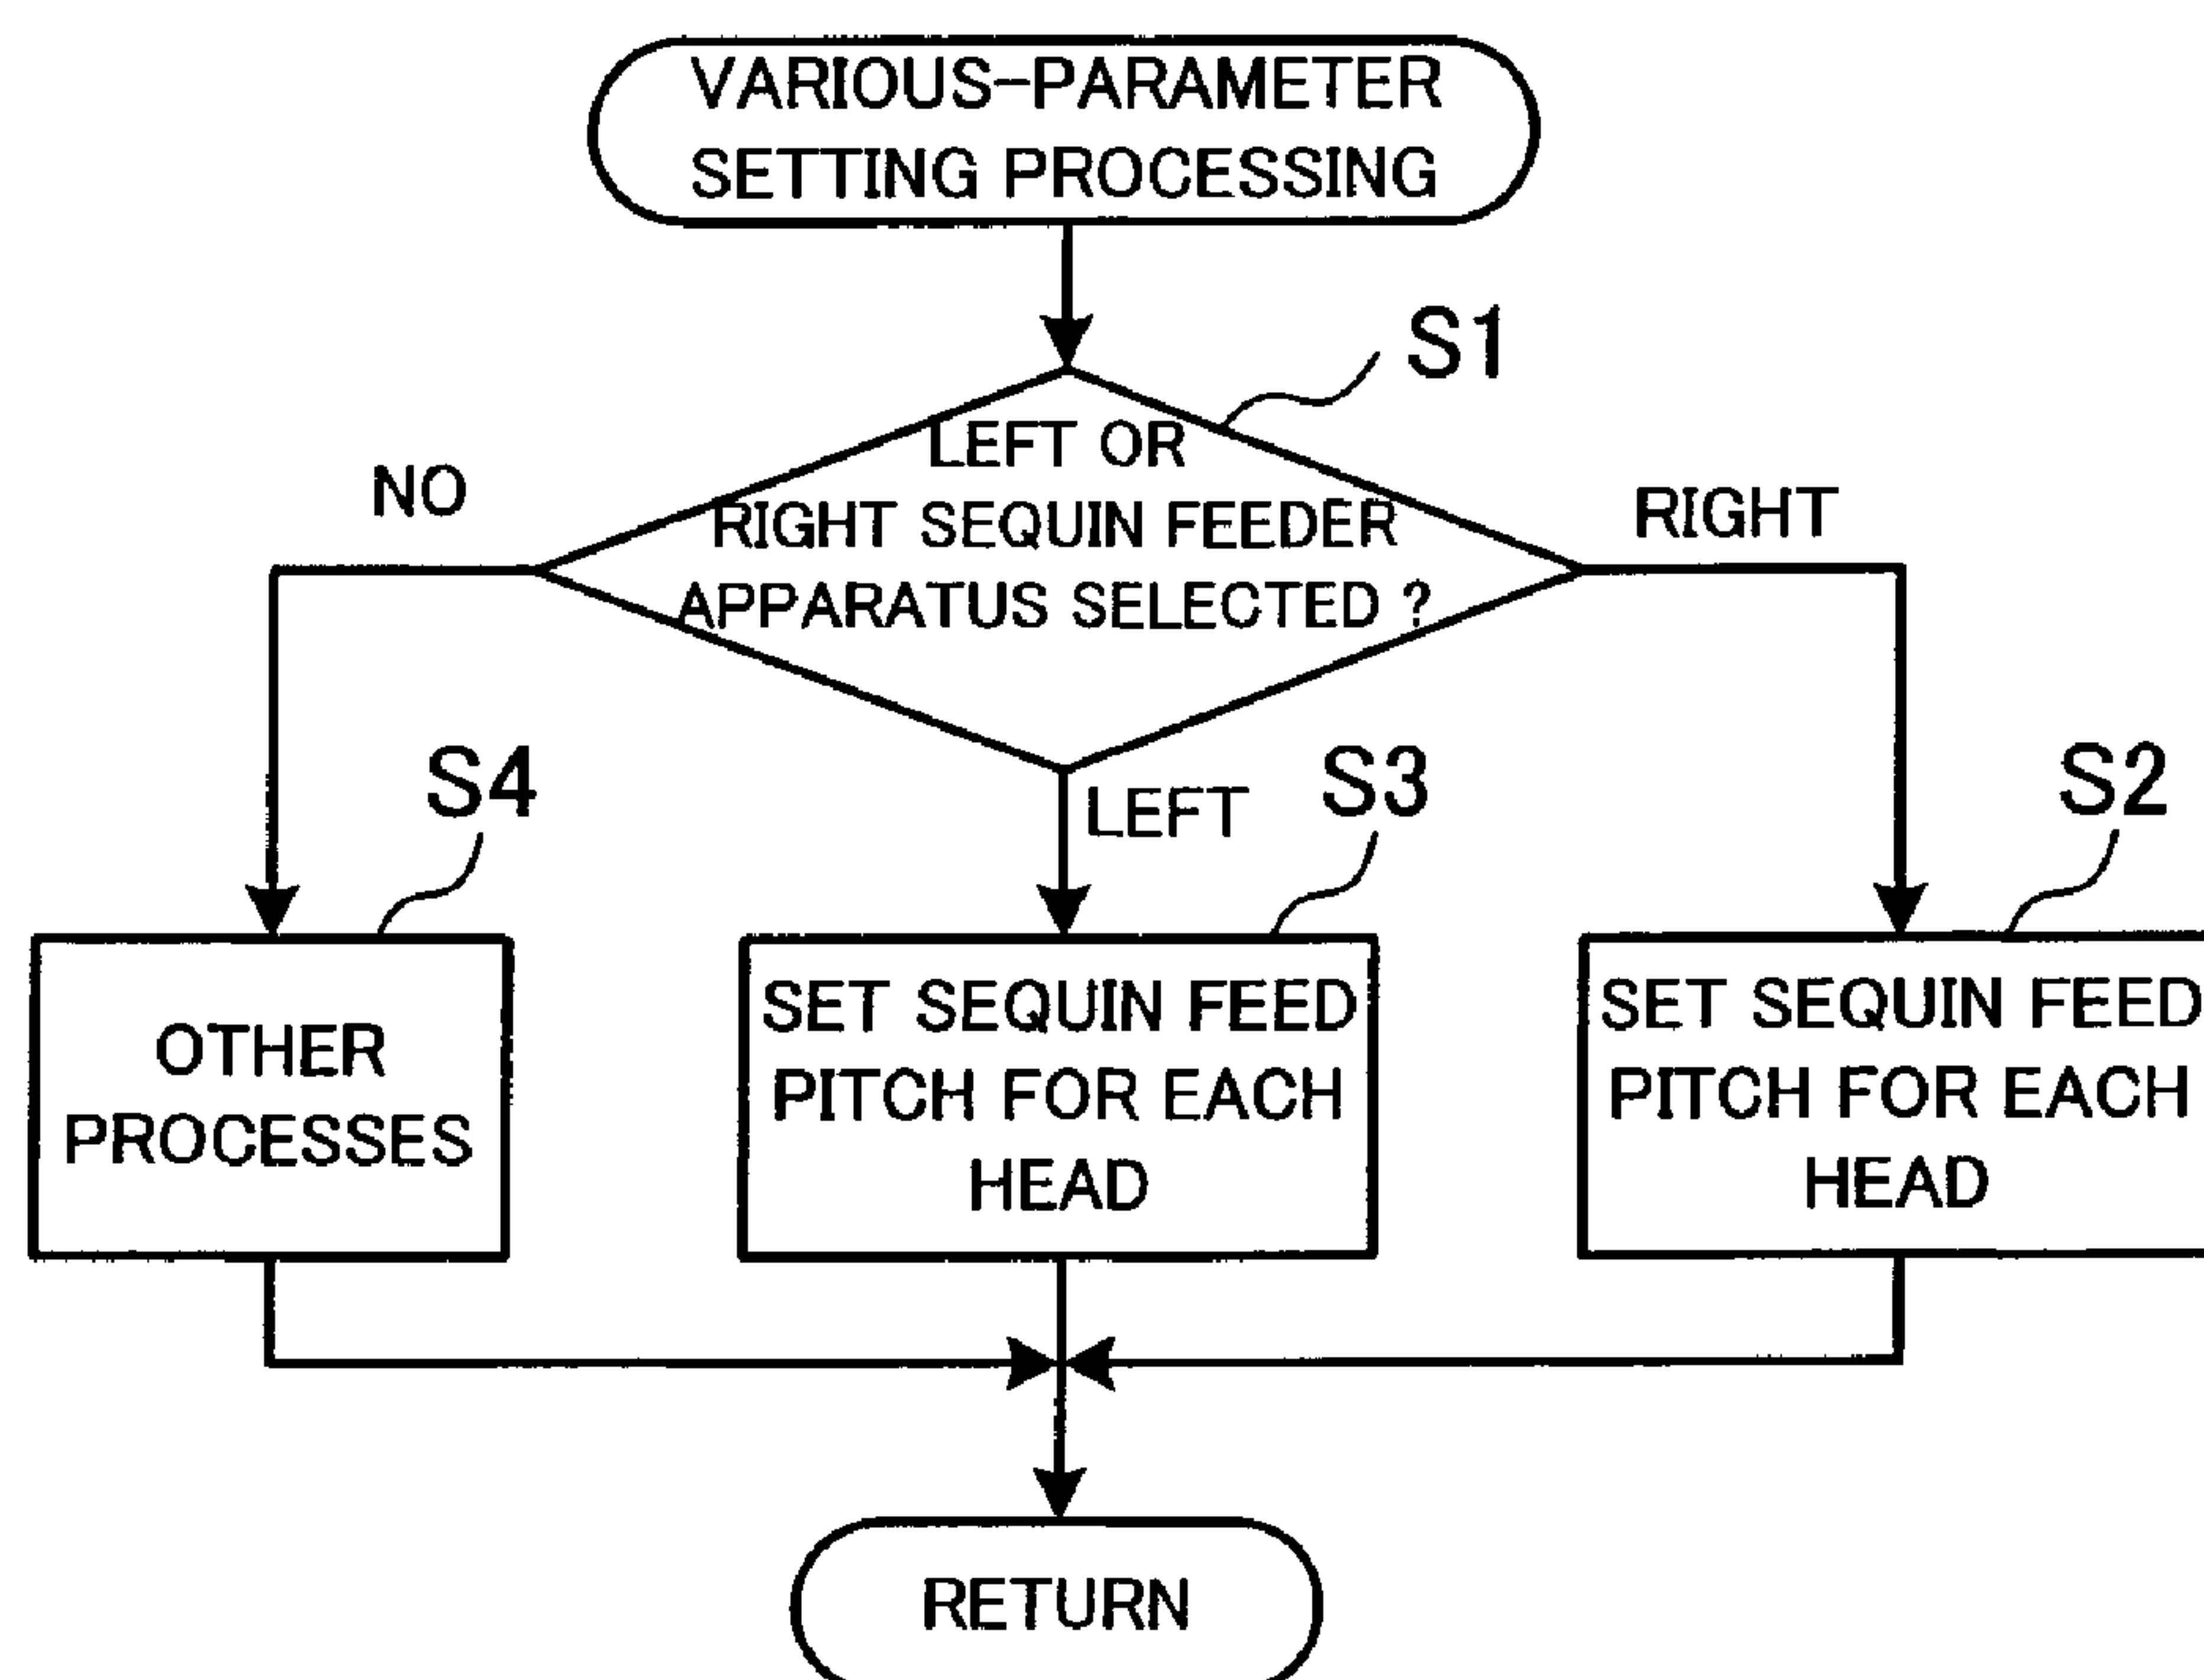 VARIOUS-PARAMETER
SETTING PROCESSING
S1
LEFT OR
RIGHT SEQUIN FEEDER
APPARATUS SELECTED ?
NO
RIGHT
LEFT
S4
S3
S2
OTHER
PROCESSES
SET SEQUIN FEED
PITCH FOR EACH
HEAD
SET SEQUIN FEED
PITCH FOR EACH
HEAD
RETURN